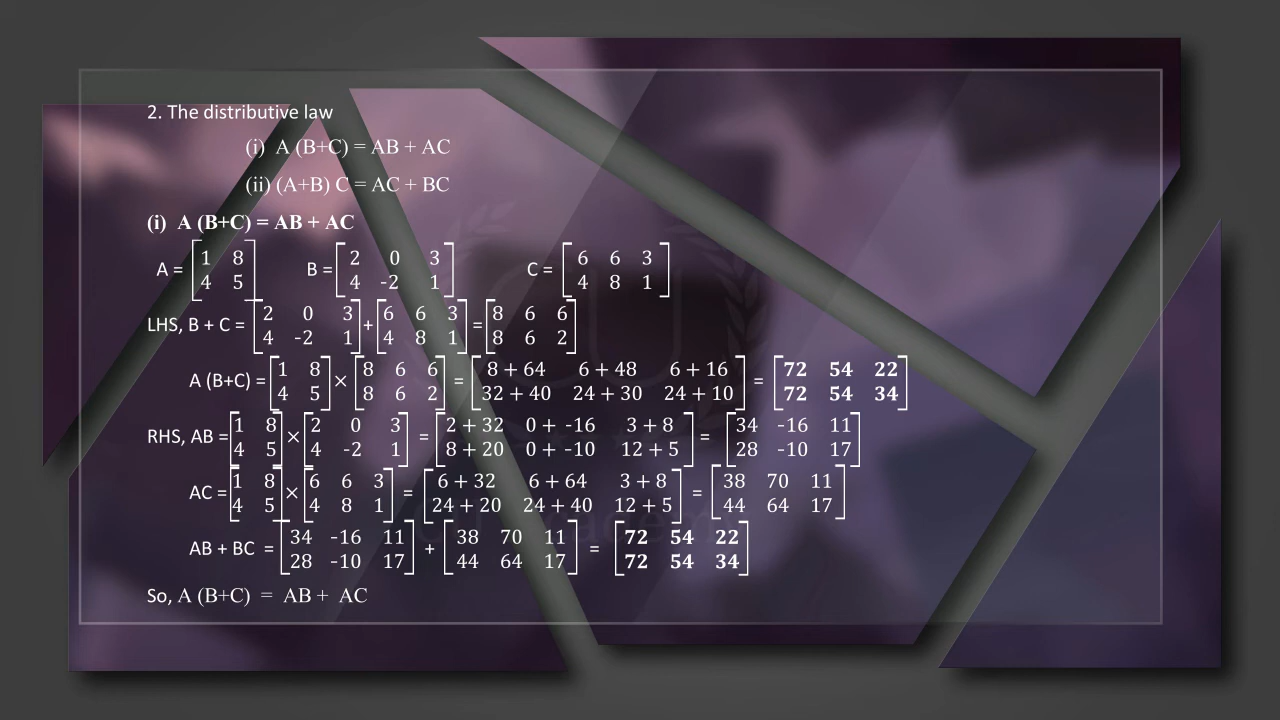 2. The distributive law
(i) A (B+C) = AB + AC
(ii) (A+B) C = AC + BC
(i) A (B+C) = AB + AC
A = [1 8; 4 5] B = [2 0 3; 4 -2 1] C = [6 6 3; 4 8 1]
LHS, B + C = [2 0 3; 4 -2 1] + [6 6 3; 4 8 1] = [8 6 6; 8 6 2]
A (B+C) = [1 8; 4 5] × [8 6 6; 8 6 2] = [8 + 64 6 + 48 6 + 16; 32 + 40 24 + 30 24 + 10] = [72 54 22; 72 54 34]
RHS, AB = [1 8; 4 5] × [2 0 3; 4 -2 1] = [2 + 32 0 + -16 3 + 8; 8 + 20 0 + -10 12 + 5] = [34 -16 11; 28 -10 17]
AC = [1 8; 4 5] × [6 6 3; 4 8 1] = [6 + 32 6 + 64 3 + 8; 24 + 20 24 + 40 12 + 5] = [38 70 11; 44 64 17]
AB + BC = [34 -16 11; 28 -10 17] + [38 70 11; 44 64 17] = [72 54 22; 72 54 34]
So, A (B+C) = AB + AC